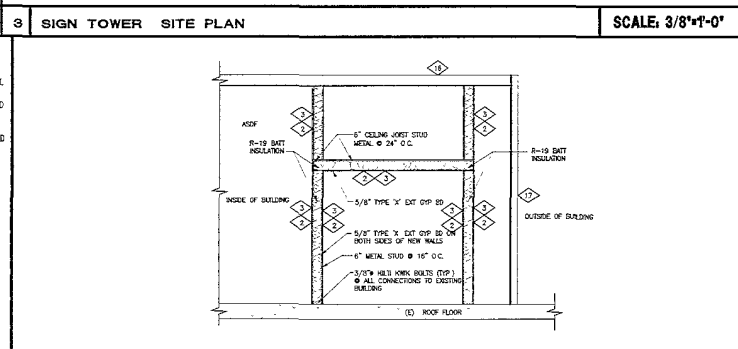 3 SIGN TOWER SITE PLAN
SCALE: 3/8"=1'-0"
L
D
D
16
ASDF
3
2
3
2
6" CEILING JOIST STUD
METAL @ 24" O.C.
R-19 BATT
INSULATION
R-19 BATT
INSULATION
2 3
17
INSIDE OF BUILDING
5/8" TYPE 'X' EXT GYP BD
3
2
3
2
3
2
3
2
OUTSIDE OF BUILDING
5/8" TYPE 'X' EXT GYP BD ON
BOTH SIDES OF NEW WALLS
6" METAL STUD @ 16" O.C.
3/8"ø HILTI KWIK BOLTS (TYP)
@ ALL CONNECTIONS TO EXISTING
BUILDING
(E) ROOF FLOOR